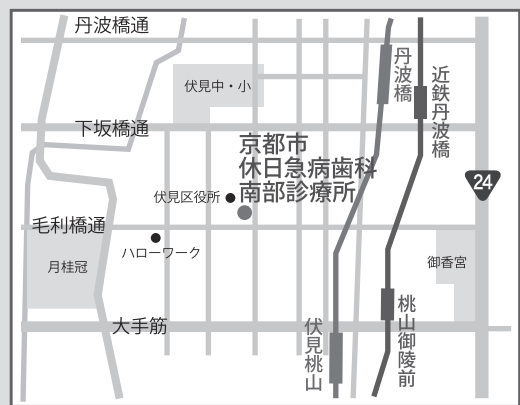 丹波橋通
伏見中・小
丹波橋
近鉄丹波橋
下坂橋通
京都市
休日急病歯科
南部診療所
24
伏見区役所
毛利橋通
ハローワーク
月桂冠
御香宮
大手筋
伏見桃山
桃山御陵前